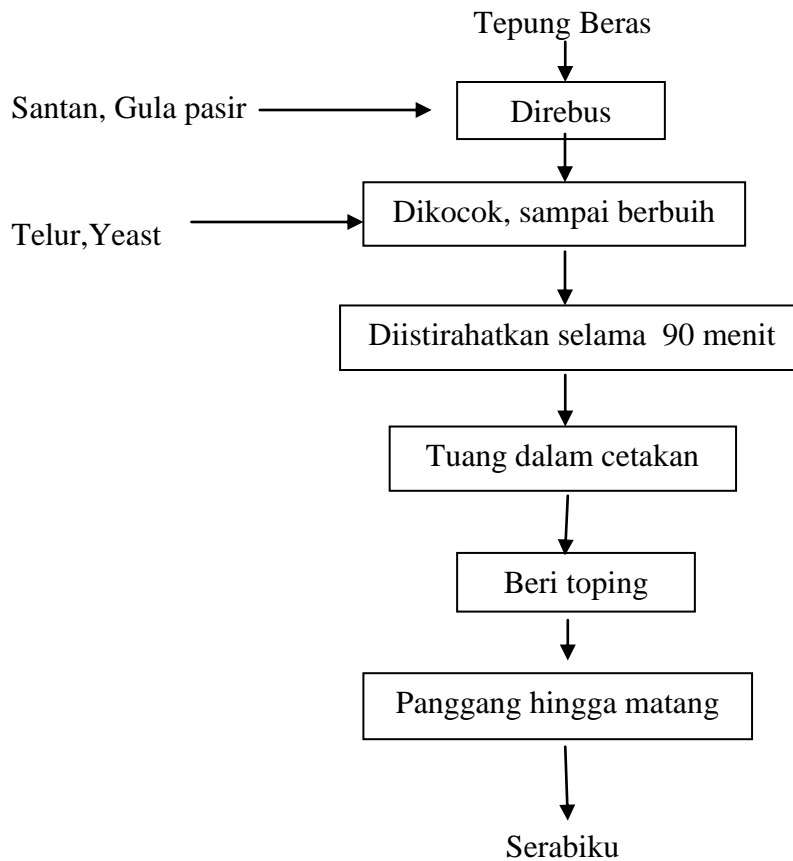 Tepung Beras
Santan, Gula pasir
Direbus
Dikocok, sampai berbuih
Telur,Yeast
Diistirahatkan selama  90 menit
Tuang dalam cetakan
Beri toping
Panggang hingga matang
Serabiku